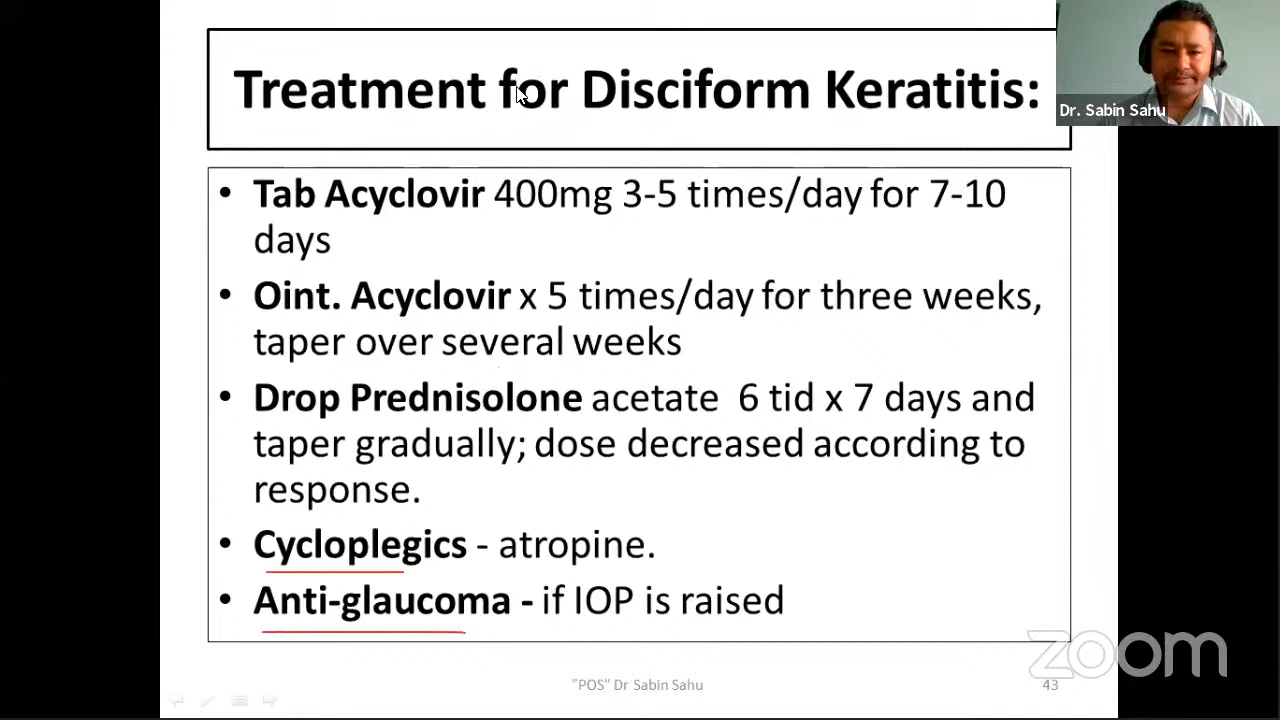 Treatment for Disciform Keratitis:
Dr. Sabin Sahu
• Tab Acyclovir 400mg 3-5 times/day for 7-10
days
• Oint. Acyclovir x 5 times/day for three weeks,
taper over several weeks
• Drop Prednisolone acetate 6 tid x 7 days and
taper gradually; dose decreased according to
response.
• Cycloplegics - atropine.
• Anti-glaucoma - if IOP is raised
zoom
"POS" Dr Sabin Sahu
43